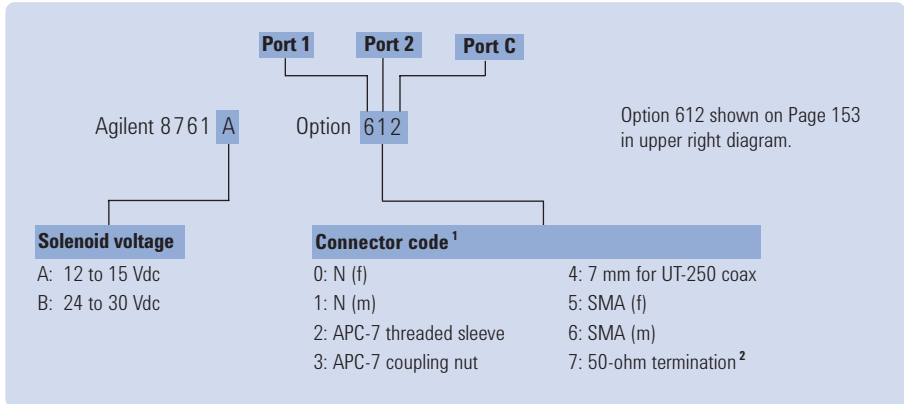 Port 1
Port 2
Port C
Agilent 8761 A
Option 612
Option 612 shown on Page 153
in upper right diagram.
Solenoid voltage
A: 12 to 15 Vdc
B: 24 to 30 Vdc
Connector code 1
0: N (f)
1: N (m)
2: APC-7 threaded sleeve
3: APC-7 coupling nut
4: 7 mm for UT-250 coax
5: SMA (f)
6: SMA (m)
7: 50-ohm termination 2